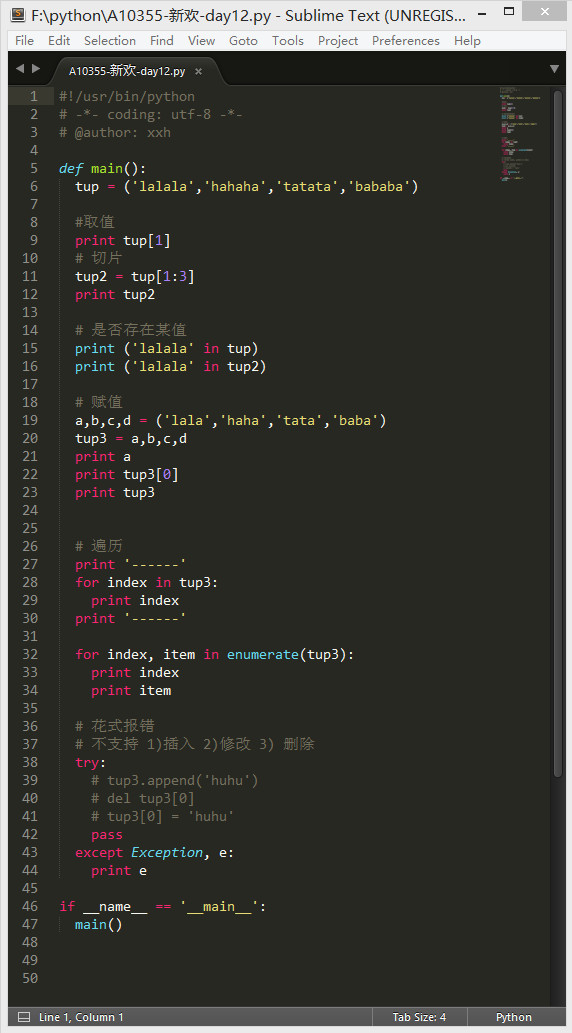 F:\python\A10355-新欢-day12.py - Sublime Text (UNREGIS...
File Edit Selection Find View Goto Tools Project Preferences Help
A10355-新欢-day12.py ×
1 #!/usr/bin/python
2 # -*- coding: utf-8 -*-
3 # @author: xxh
4
5 def main():
6 tup = ('lalala','hahaha','tatata','bababa')
7
8 #取值
9 print tup[1]
10 # 切片
11 tup2 = tup[1:3]
12 print tup2
13
14 # 是否存在某值
15 print ('lalala' in tup)
16 print ('lalala' in tup2)
17
18 # 赋值
19 a,b,c,d = ('lala','haha','tata','baba')
20 tup3 = a,b,c,d
21 print a
22 print tup3[0]
23 print tup3
24
25
26 # 遍历
27 print '------'
28 for index in tup3:
29 print index
30 print '------'
31
32 for index, item in enumerate(tup3):
33 print index
34 print item
35
36 # 花式报错
37 # 不支持 1)插入 2)修改 3) 删除
38 try:
39 # tup3.append('huhu')
40 # del tup3[0]
41 # tup3[0] = 'huhu'
42 pass
43 except Exception, e:
44 print e
45
46 if __name__ == '__main__':
47 main()
48
49
50
Line 1, Column 1 Tab Size: 4 Python